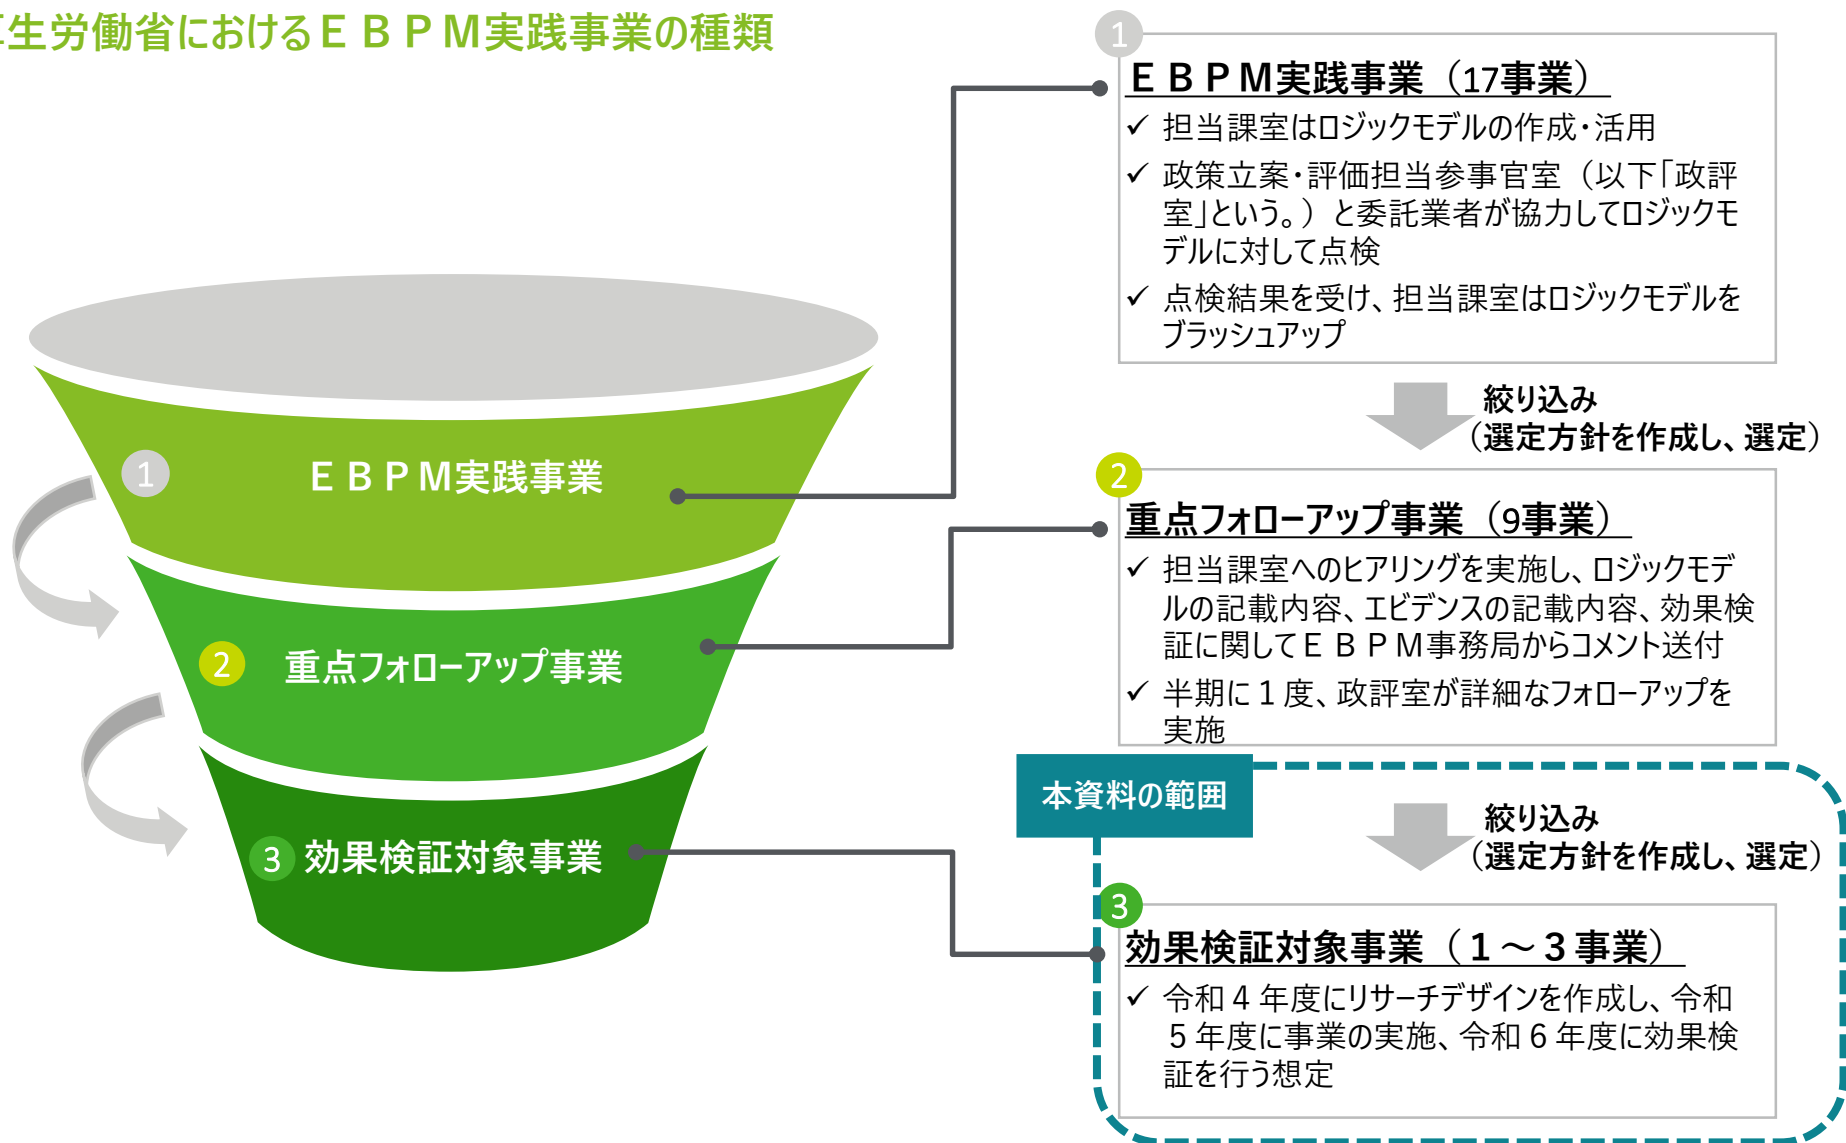 生労働省におけるＥＢＰＭ実践事業の種類
1
ＥＢＰＭ実践事業（17事業）
✓ 担当課室はロジックモデルの作成・活用
✓ 政策立案・評価担当参事官室（以下「政評
室」という。）と委託業者が協力してロジックモ
デルに対して点検
✓ 点検結果を受け、担当課室はロジックモデルを
ブラッシュアップ
絞り込み
（選定方針を作成し、選定）
2
重点フォローアップ事業（9事業）
✓ 担当課室へのヒアリングを実施し、ロジックモデ
ルの記載内容、エビデンスの記載内容、効果検
証に関してＥＢＰＭ事務局からコメント送付
✓ 半期に１度、政評室が詳細なフォローアップを
実施
本資料の範囲
絞り込み
（選定方針を作成し、選定）
3
効果検証対象事業（１～３事業）
✓ 令和４年度にリサーチデザインを作成し、令和
５年度に事業の実施、令和６年度に効果検
証を行う想定
1 ＥＢＰＭ実践事業
2 重点フォローアップ事業
3 効果検証対象事業